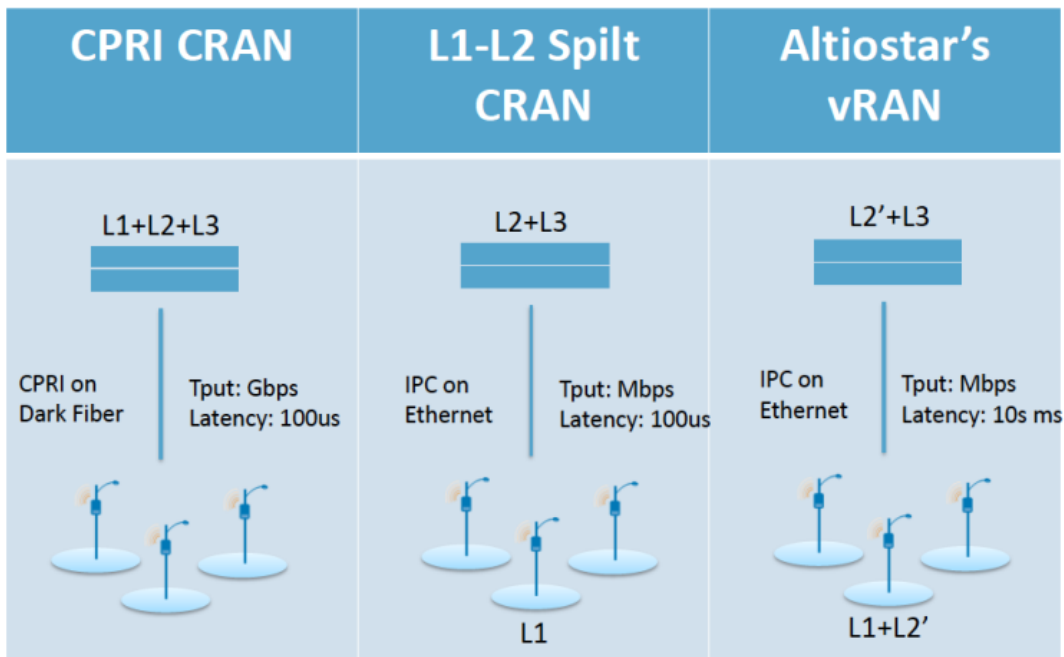 CPRI CRAN
L1-L2 Spilt
CRAN
Altiostar’s
vRAN
L1+L2+L3
CPRI on
Dark Fiber
Tput: Gbps
Latency: 100us
L2+L3
IPC on
Ethernet
Tput: Mbps
Latency: 100us
L1
L2’+L3
IPC on
Ethernet
Tput: Mbps
Latency: 10s ms
L1+L2’